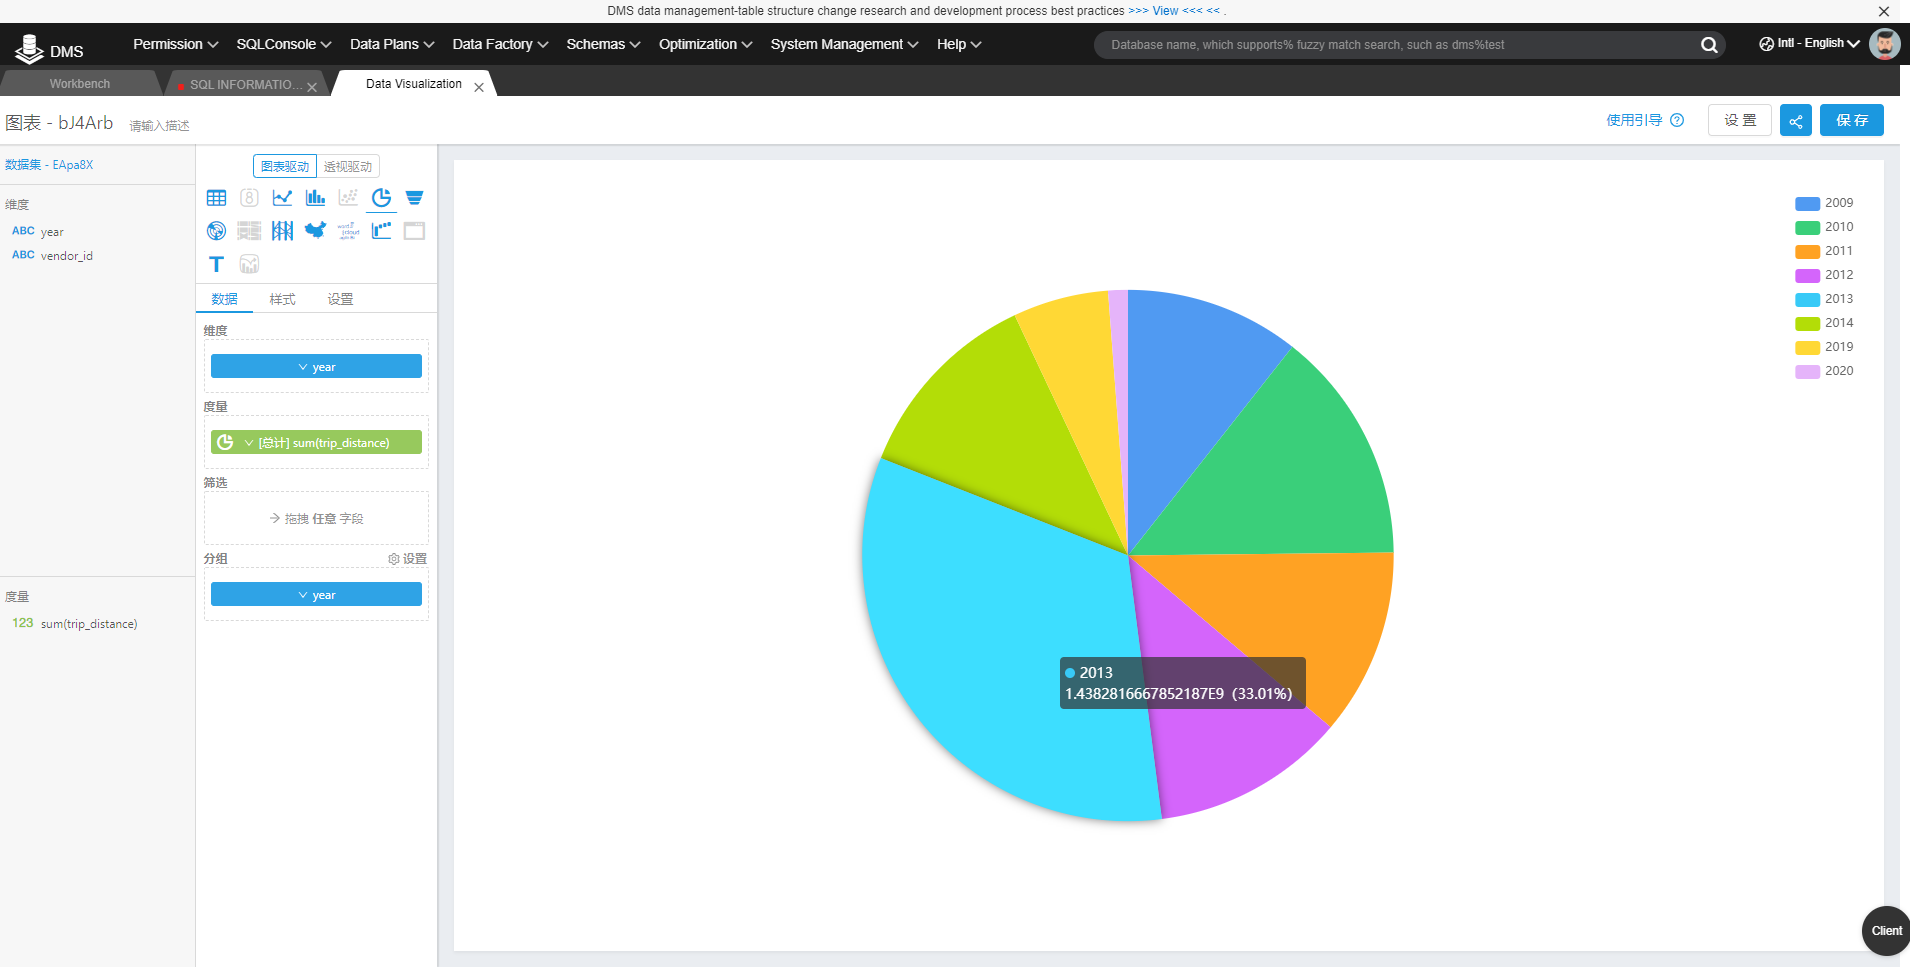 DMS data management-table structure change research and development process best practices >>> View <<< << .
DMS
Permission
SQLConsole
Data Plans
Data Factory
Schemas
Optimization
System Management
Help
Database name, which supports% fuzzy match search, such as dms%test
Intl - English
Workbench
SQL INFORMATIO...
Data Visualization
图表 - bJ4Arb
请输入描述
使用引导
设 置
保 存
数据集 - EApa8X
维度
ABC year
ABC vendor_id
度量
123 sum(trip_distance)
图表驱动
透视驱动
数据
样式
设置
维度
year
度量
[总计] sum(trip_distance)
筛选
拖拽 任意 字段
分组
设置
year
2009
2010
2011
2012
2013
2014
2019
2020
2013
1.4382816667852187E9 (33.01%)
Client